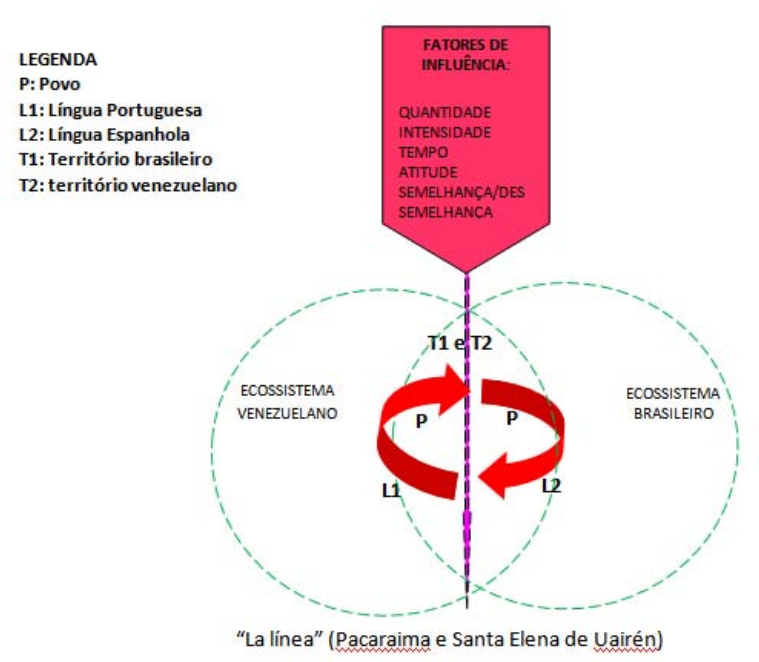 LEGENDA
P: Povo
L1: Língua Portuguesa
L2: Língua Espanhola
T1: Território brasileiro
T2: território venezuelano
FATORES DE
INFLUÊNCIA:
QUANTIDADE
INTENSIDADE
TEMPO
ATITUDE
SEMELHANÇA/DES
SEMELHANÇA
T1 e T2
ECOSSISTEMA
VENEZUELANO
ECOSSISTEMA
BRASILEIRO
P
P
L1
L2
“La línea” (Pacaraima e Santa Elena de Uairén)